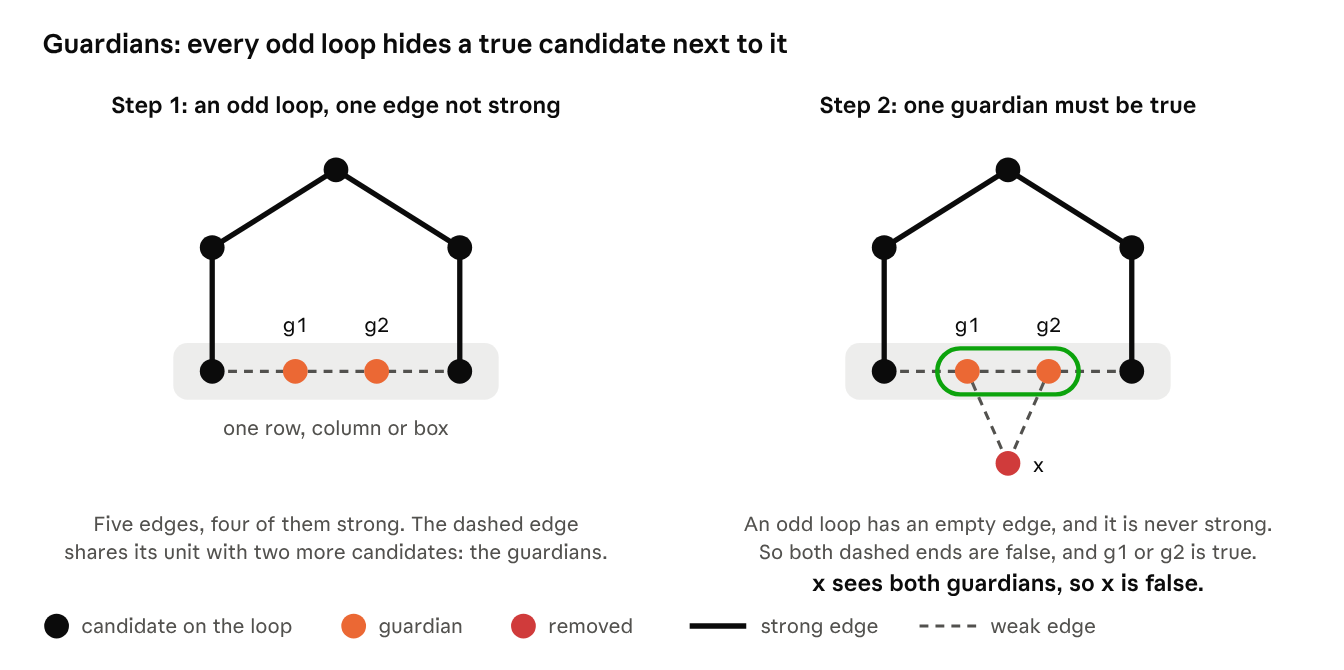 Guardians: every odd loop hides a true candidate next to it
Step 1: an odd loop, one edge not strong
g1 g2
one row, column or box
Five edges, four of them strong. The dashed edge
shares its unit with two more candidates: the guardians.
Step 2: one guardian must be true
g1 g2
x
An odd loop has an empty edge, and it is never strong.
So both dashed ends are false, and g1 or g2 is true.
x sees both guardians, so x is false.
candidate on the loop guardian removed strong edge weak edge